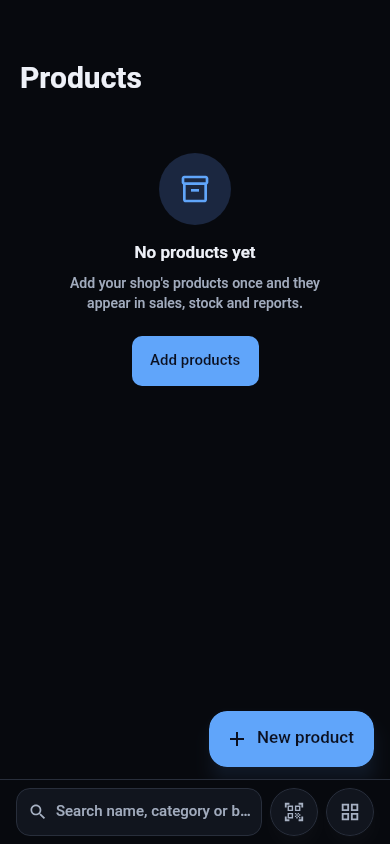 Products
No products yet
Add your shop's products once and they
appear in sales, stock and reports.
Add products
New product
Search name, category or b…